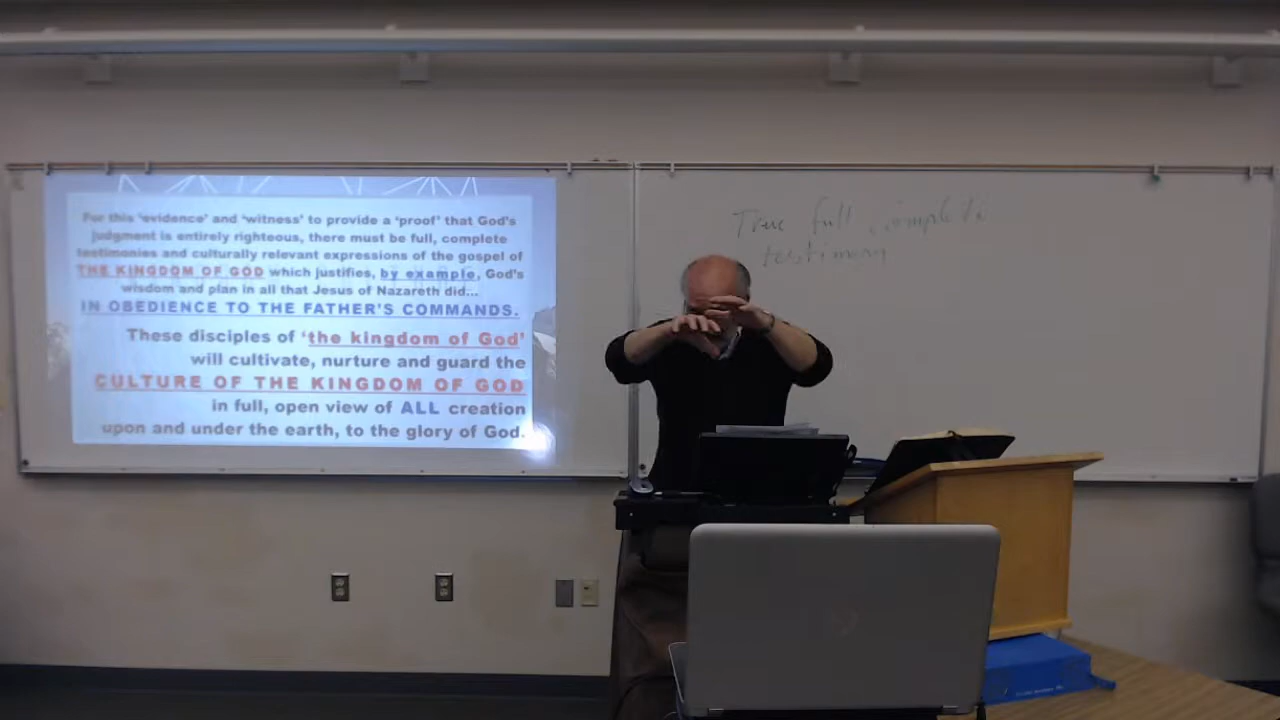 For this 'evidence' and 'witness' to provide a 'proof' that God's
judgment is entirely righteous, there must be full, complete
testimonies and culturally relevant expressions of the gospel of
THE KINGDOM OF GOD which justifies, by example, God's
wisdom and plan in all that Jesus of Nazareth did...
IN OBEDIENCE TO THE FATHER'S COMMANDS.
These disciples of 'the kingdom of God'
will cultivate, nurture and guard the
CULTURE OF THE KINGDOM OF GOD
in full, open view of ALL creation
upon and under the earth, to the glory of God.
True full complete
testimony